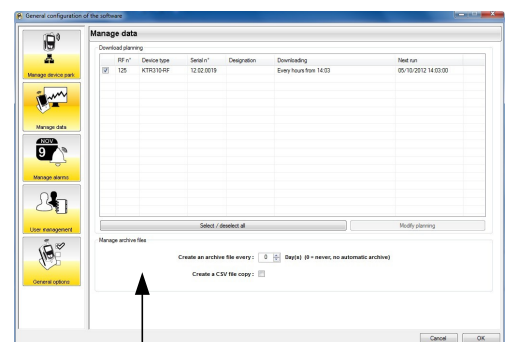 General configuration of the software
Manage data
Download planning
RF n° Device type Serial n° Designation Downloading Next run
125 KTR310-RF 12.02.0019 Every hours from 14:03 05/10/2012 14:03:00
Manage device park
Manage data
NOV
9
Manage alarms
User management
General options
Select / deselect all Modify planning
Manage archive files
Create an archive file every : 0 Day(s) (0 = never, no automatic archive)
Create a CSV file copy :
Cancel OK